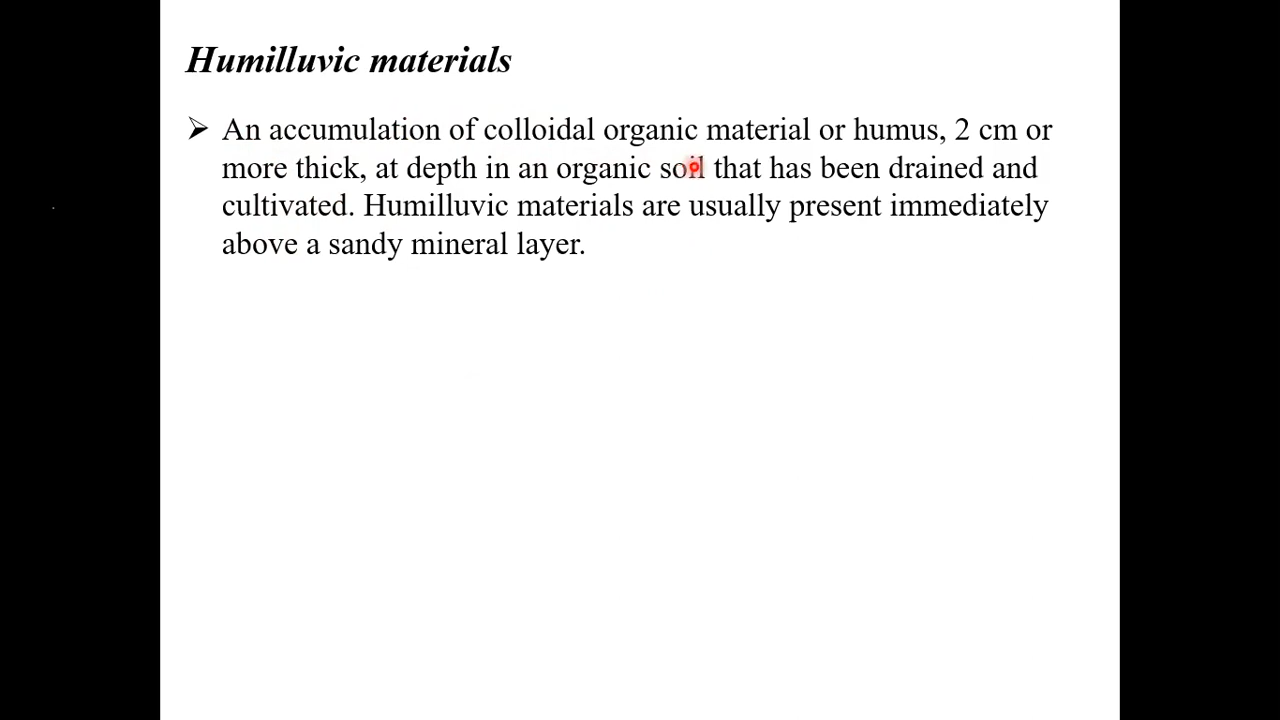 Humilluvic materials
An accumulation of colloidal organic material or humus, 2 cm or
more thick, at depth in an organic soil that has been drained and
cultivated. Humilluvic materials are usually present immediately
above a sandy mineral layer.